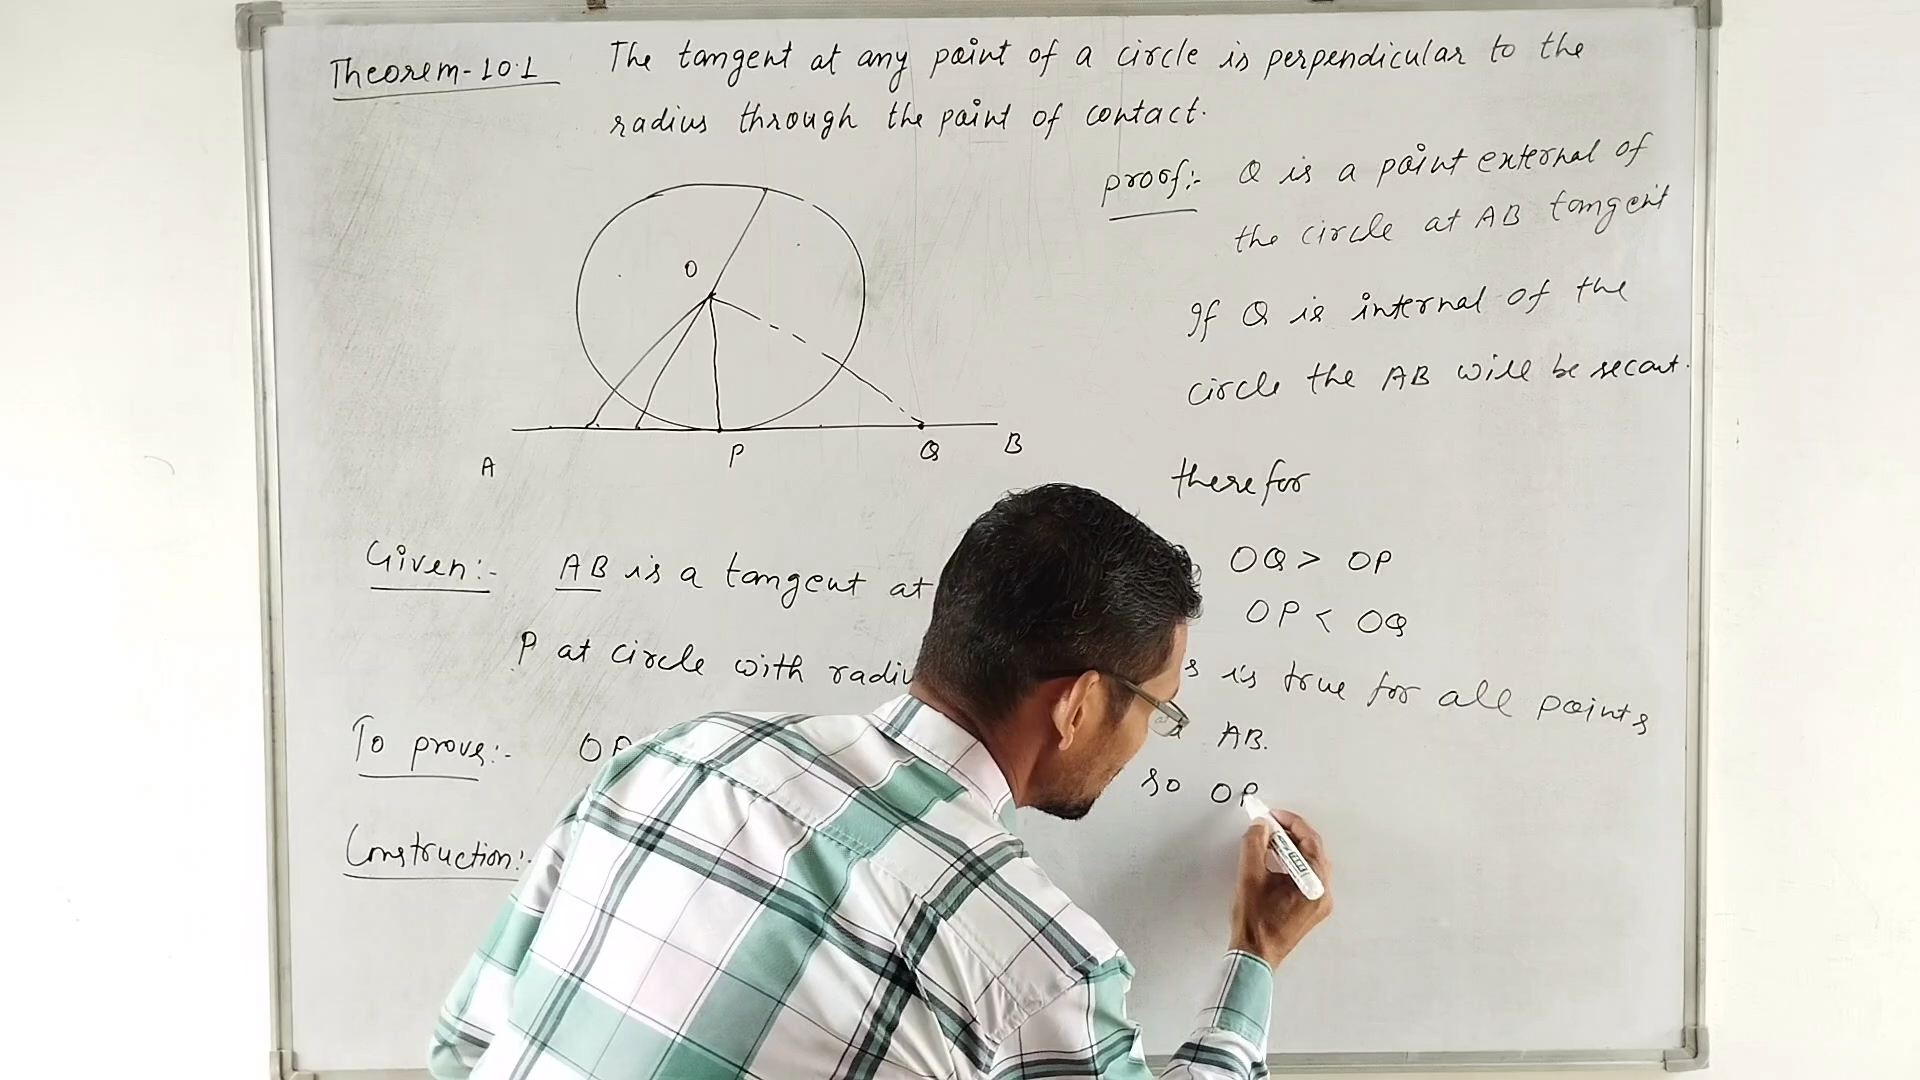 Theorem-10.1 The tangent at any point of a circle is perpendicular to the
radius through the point of contact.
proof:- Q is a point external of
the circle at AB tangent
If Q is internal of the
circle the AB will be secant.
therefor
OQ > OP
OP < OQ
is true for all points
AB.
so OP
O
A
P
Q
B
Given:- AB is a tangent at
P at circle with
To prove:-
Construction:-